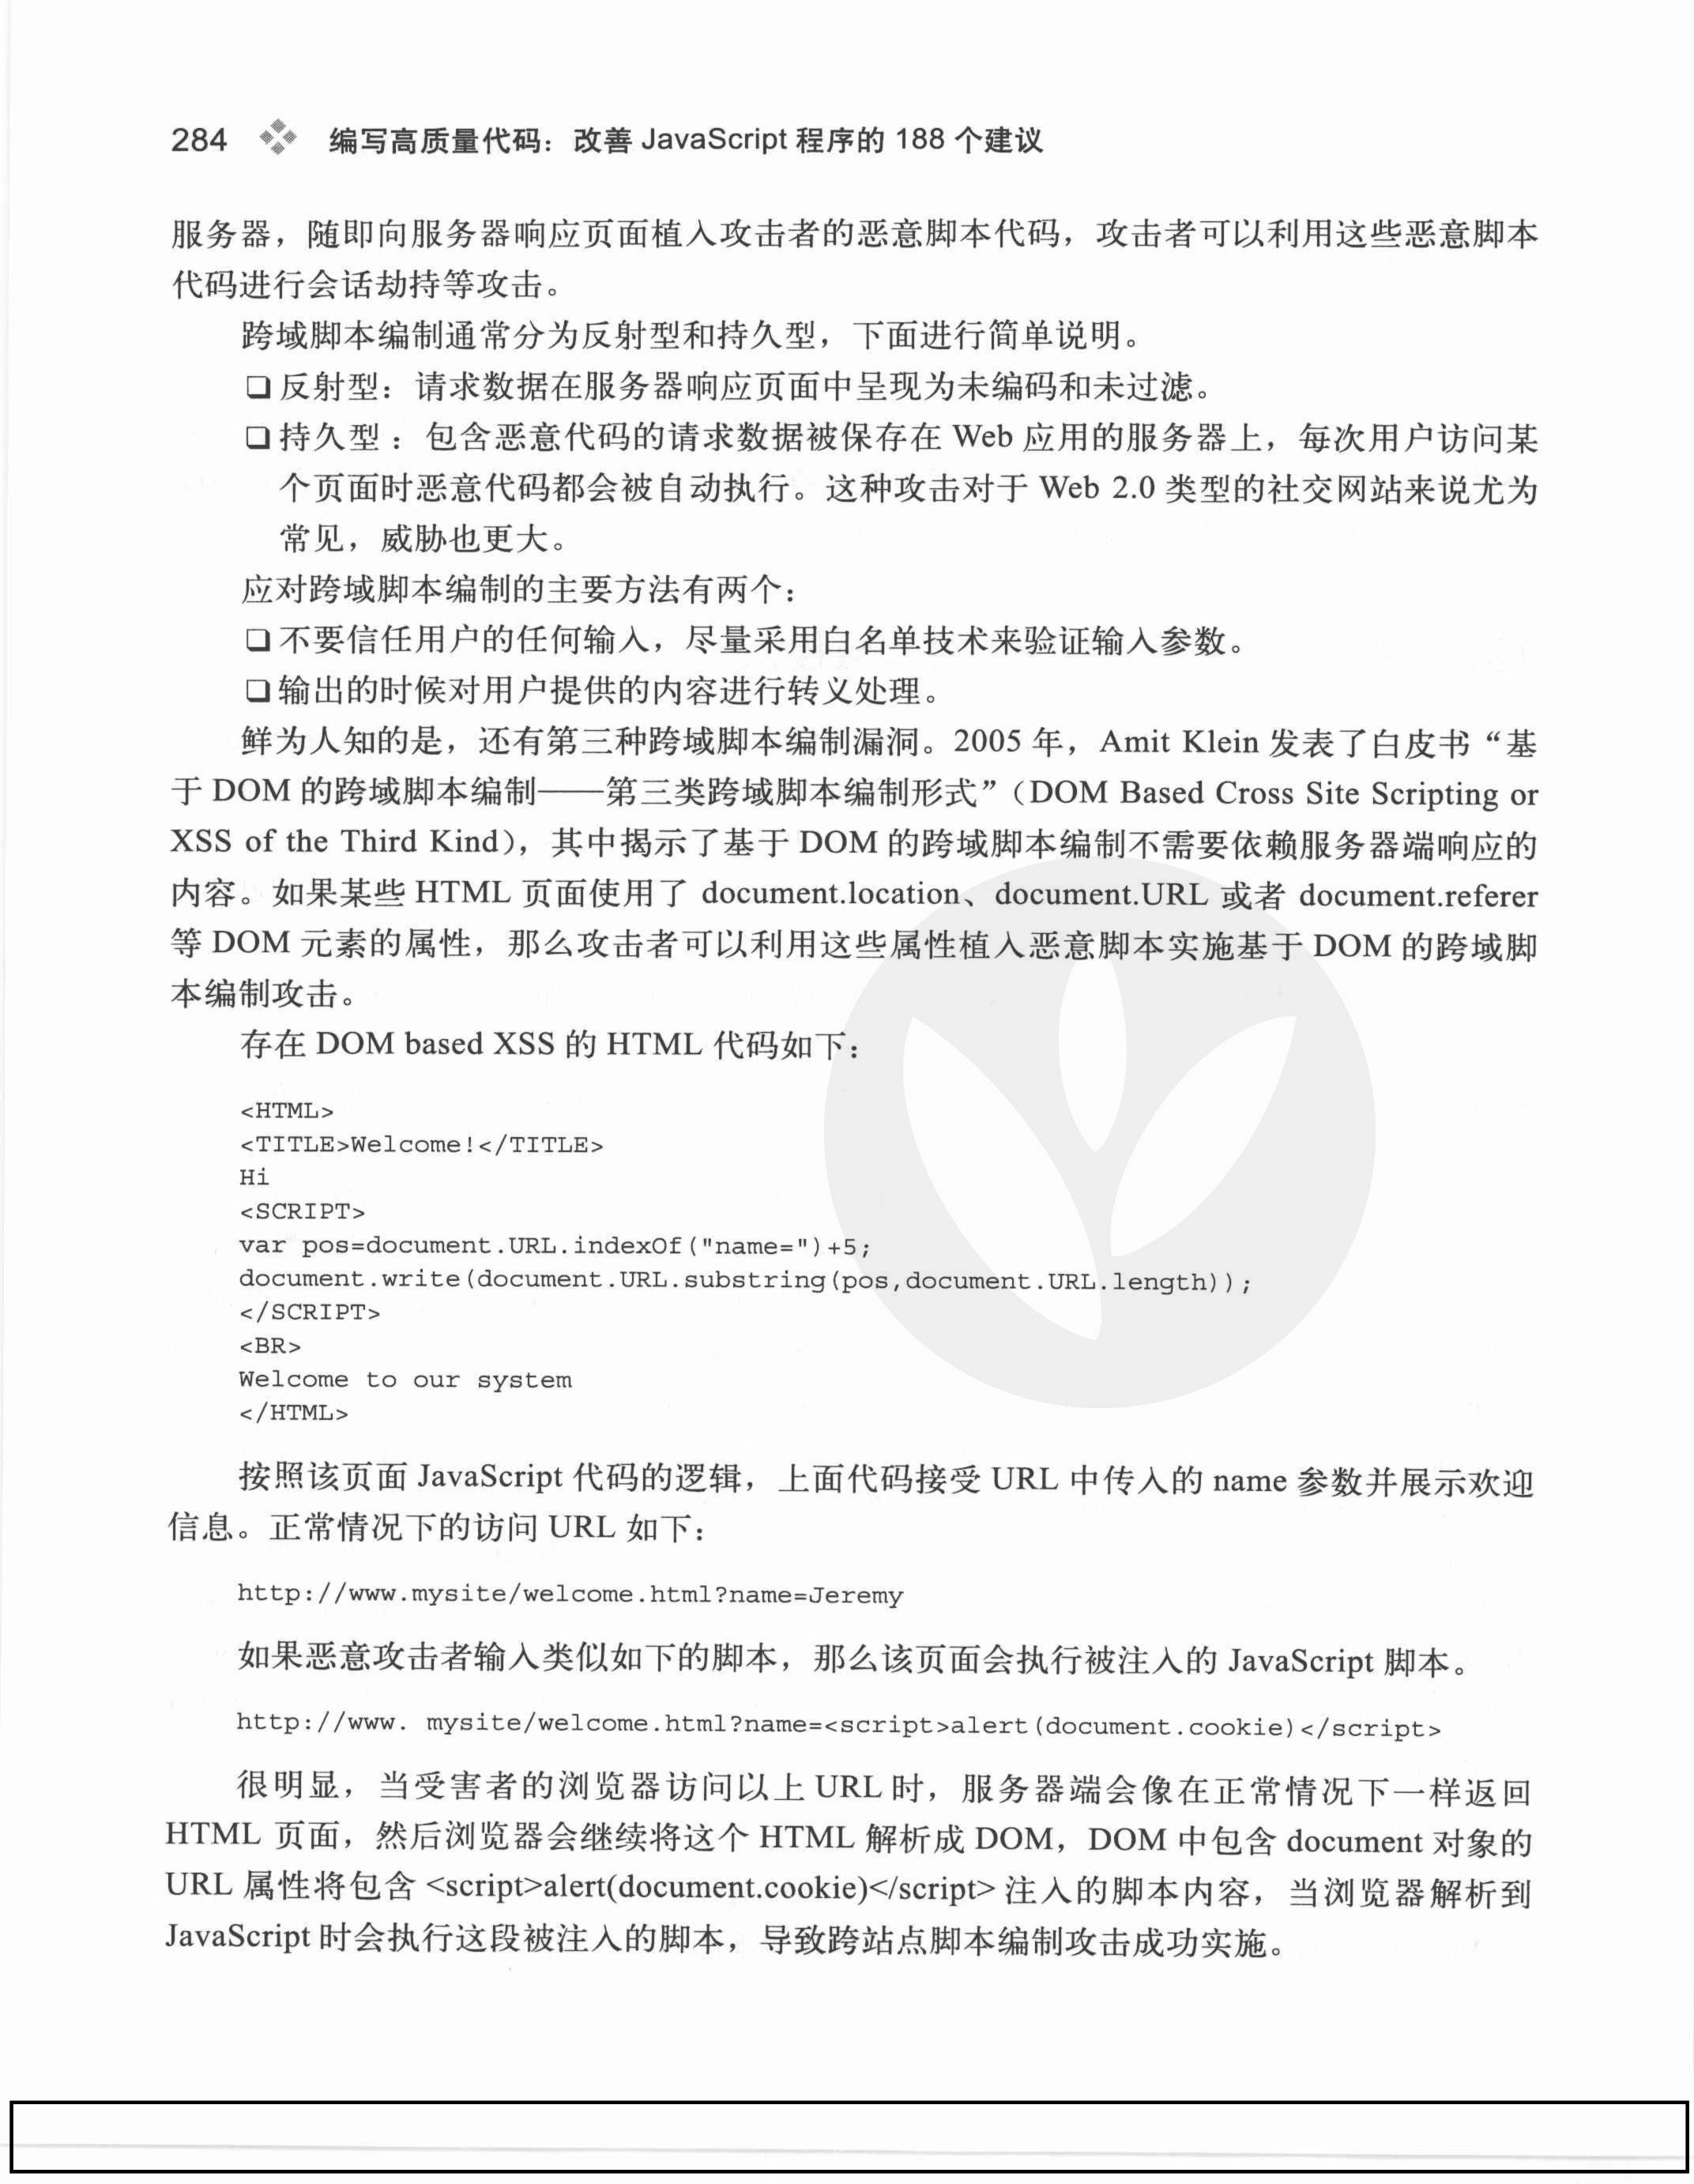 284 编写高质量代码：改善 JavaScript 程序的 188 个建议
服务器，随即向服务器响应页面植入攻击者的恶意脚本代码，攻击者可以利用这些恶意脚本
代码进行会话劫持等攻击。
跨域脚本编制通常分为反射型和持久型，下面进行简单说明。
❑ 反射型：请求数据在服务器响应页面中呈现为未编码和未过滤。
❑ 持久型：包含恶意代码的请求数据被保存在 Web 应用的服务器上，每次用户访问某
个页面时恶意代码都会被自动执行。这种攻击对于 Web 2.0 类型的社交网站来说尤为
常见，威胁也更大。
应对跨域脚本编制的主要方法有两个：
❑ 不要信任用户的任何输入，尽量采用白名单技术来验证输入参数。
❑ 输出的时候对用户提供的内容进行转义处理。
鲜为人知的是，还有第三种跨域脚本编制漏洞。2005 年，Amit Klein 发表了白皮书“基
于 DOM 的跨域脚本编制——第三类跨域脚本编制形式”（DOM Based Cross Site Scripting or
XSS of the Third Kind），其中揭示了基于 DOM 的跨域脚本编制不需要依赖服务器端响应的
内容。如果某些 HTML 页面使用了 document.location、document.URL 或者 document.referer
等 DOM 元素的属性，那么攻击者可以利用这些属性植入恶意脚本实施基于 DOM 的跨域脚
本编制攻击。
存在 DOM based XSS 的 HTML 代码如下：
<HTML>
<TITLE>Welcome!</TITLE>
Hi
<SCRIPT>
var pos=document.URL.indexOf("name=")+5;
document.write(document.URL.substring(pos,document.URL.length));
</SCRIPT>
<BR>
Welcome to our system
</HTML>
按照该页面 JavaScript 代码的逻辑，上面代码接受 URL 中传入的 name 参数并展示欢迎
信息。正常情况下的访问 URL 如下：
http://www.mysite/welcome.html?name=Jeremy
如果恶意攻击者输入类似如下的脚本，那么该页面会执行被注入的 JavaScript 脚本。
http://www. mysite/welcome.html?name=<script>alert(document.cookie)</script>
很明显，当受害者的浏览器访问以上 URL 时，服务器端会像在正常情况下一样返回
HTML 页面，然后浏览器会继续将这个 HTML 解析成 DOM，DOM 中包含 document 对象的
URL 属性将包含 <script>alert(document.cookie)</script> 注入的脚本内容，当浏览器解析到
JavaScript 时会执行这段被注入的脚本，导致跨站点脚本编制攻击成功实施。